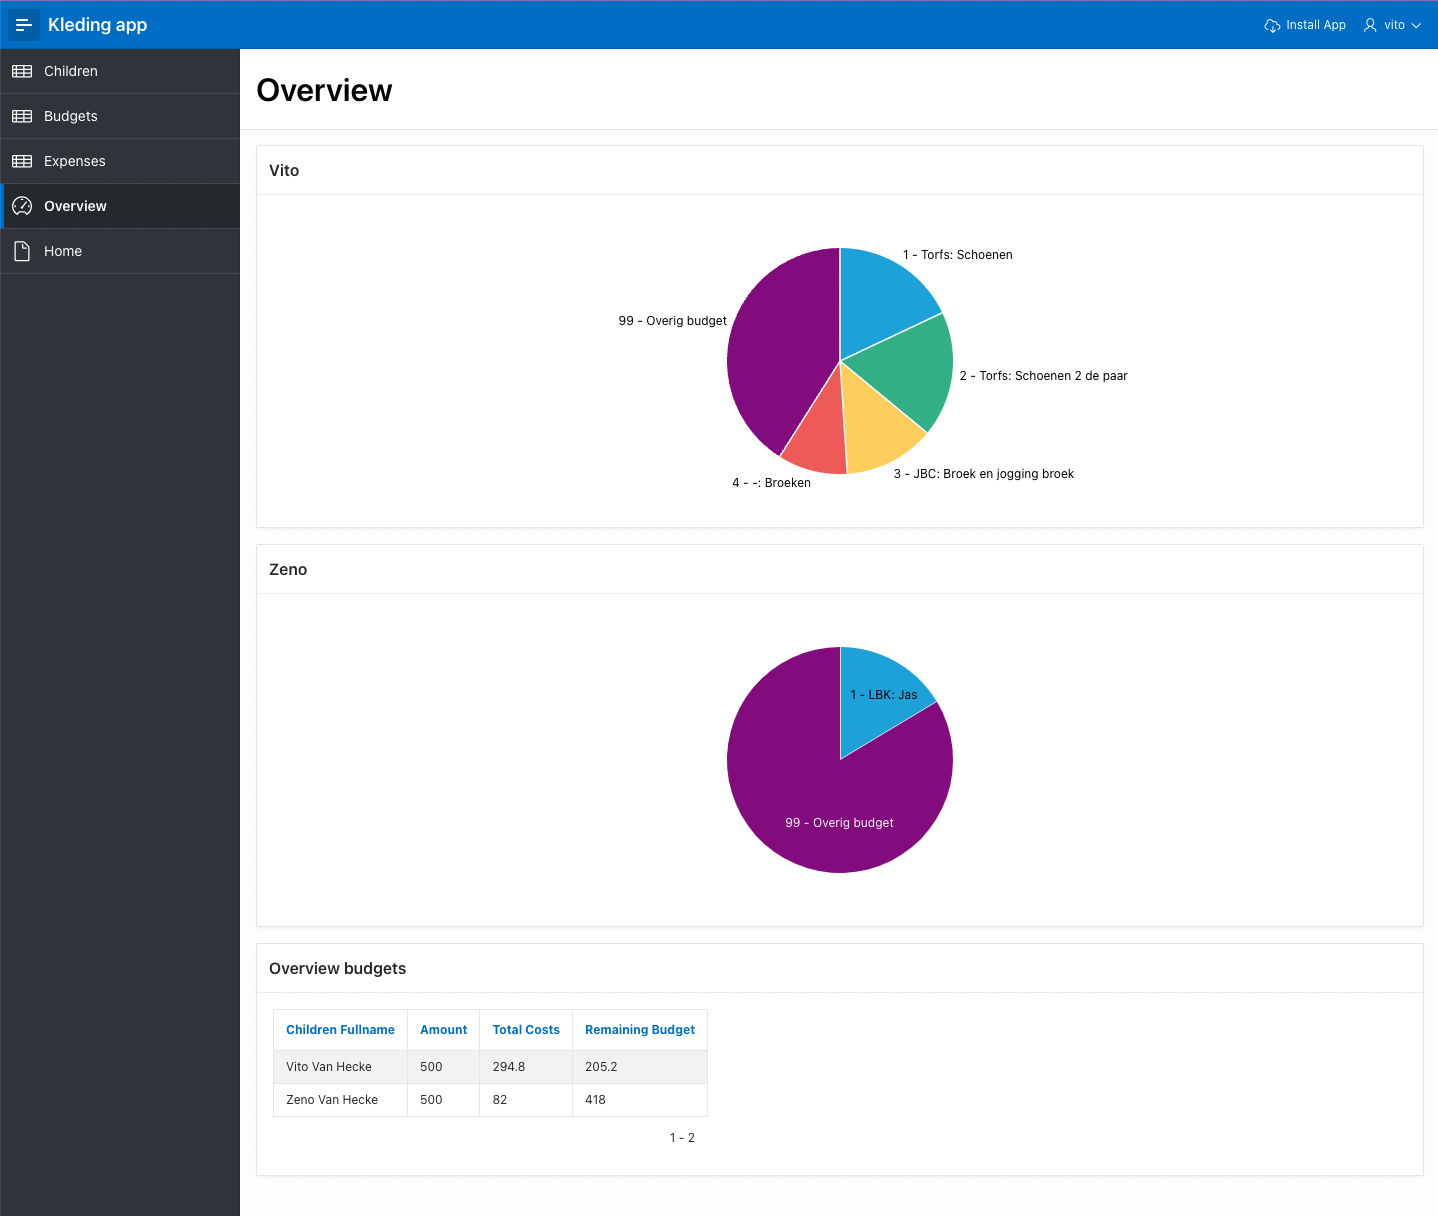 Kleding app
Install App
vito
Children
Budgets
Expenses
Overview
Home
Overview
Vito
1 - Torfs: Schoenen
99 - Overig budget
2 - Torfs: Schoenen 2 de paar
3 - JBC: Broek en jogging broek
4 - -: Broeken
Zeno
1 - LBK: Jas
99 - Overig budget
Overview budgets
Children Fullname Amount Total Costs Remaining Budget
Vito Van Hecke 500 294.8 205.2
Zeno Van Hecke 500 82 418
1 - 2